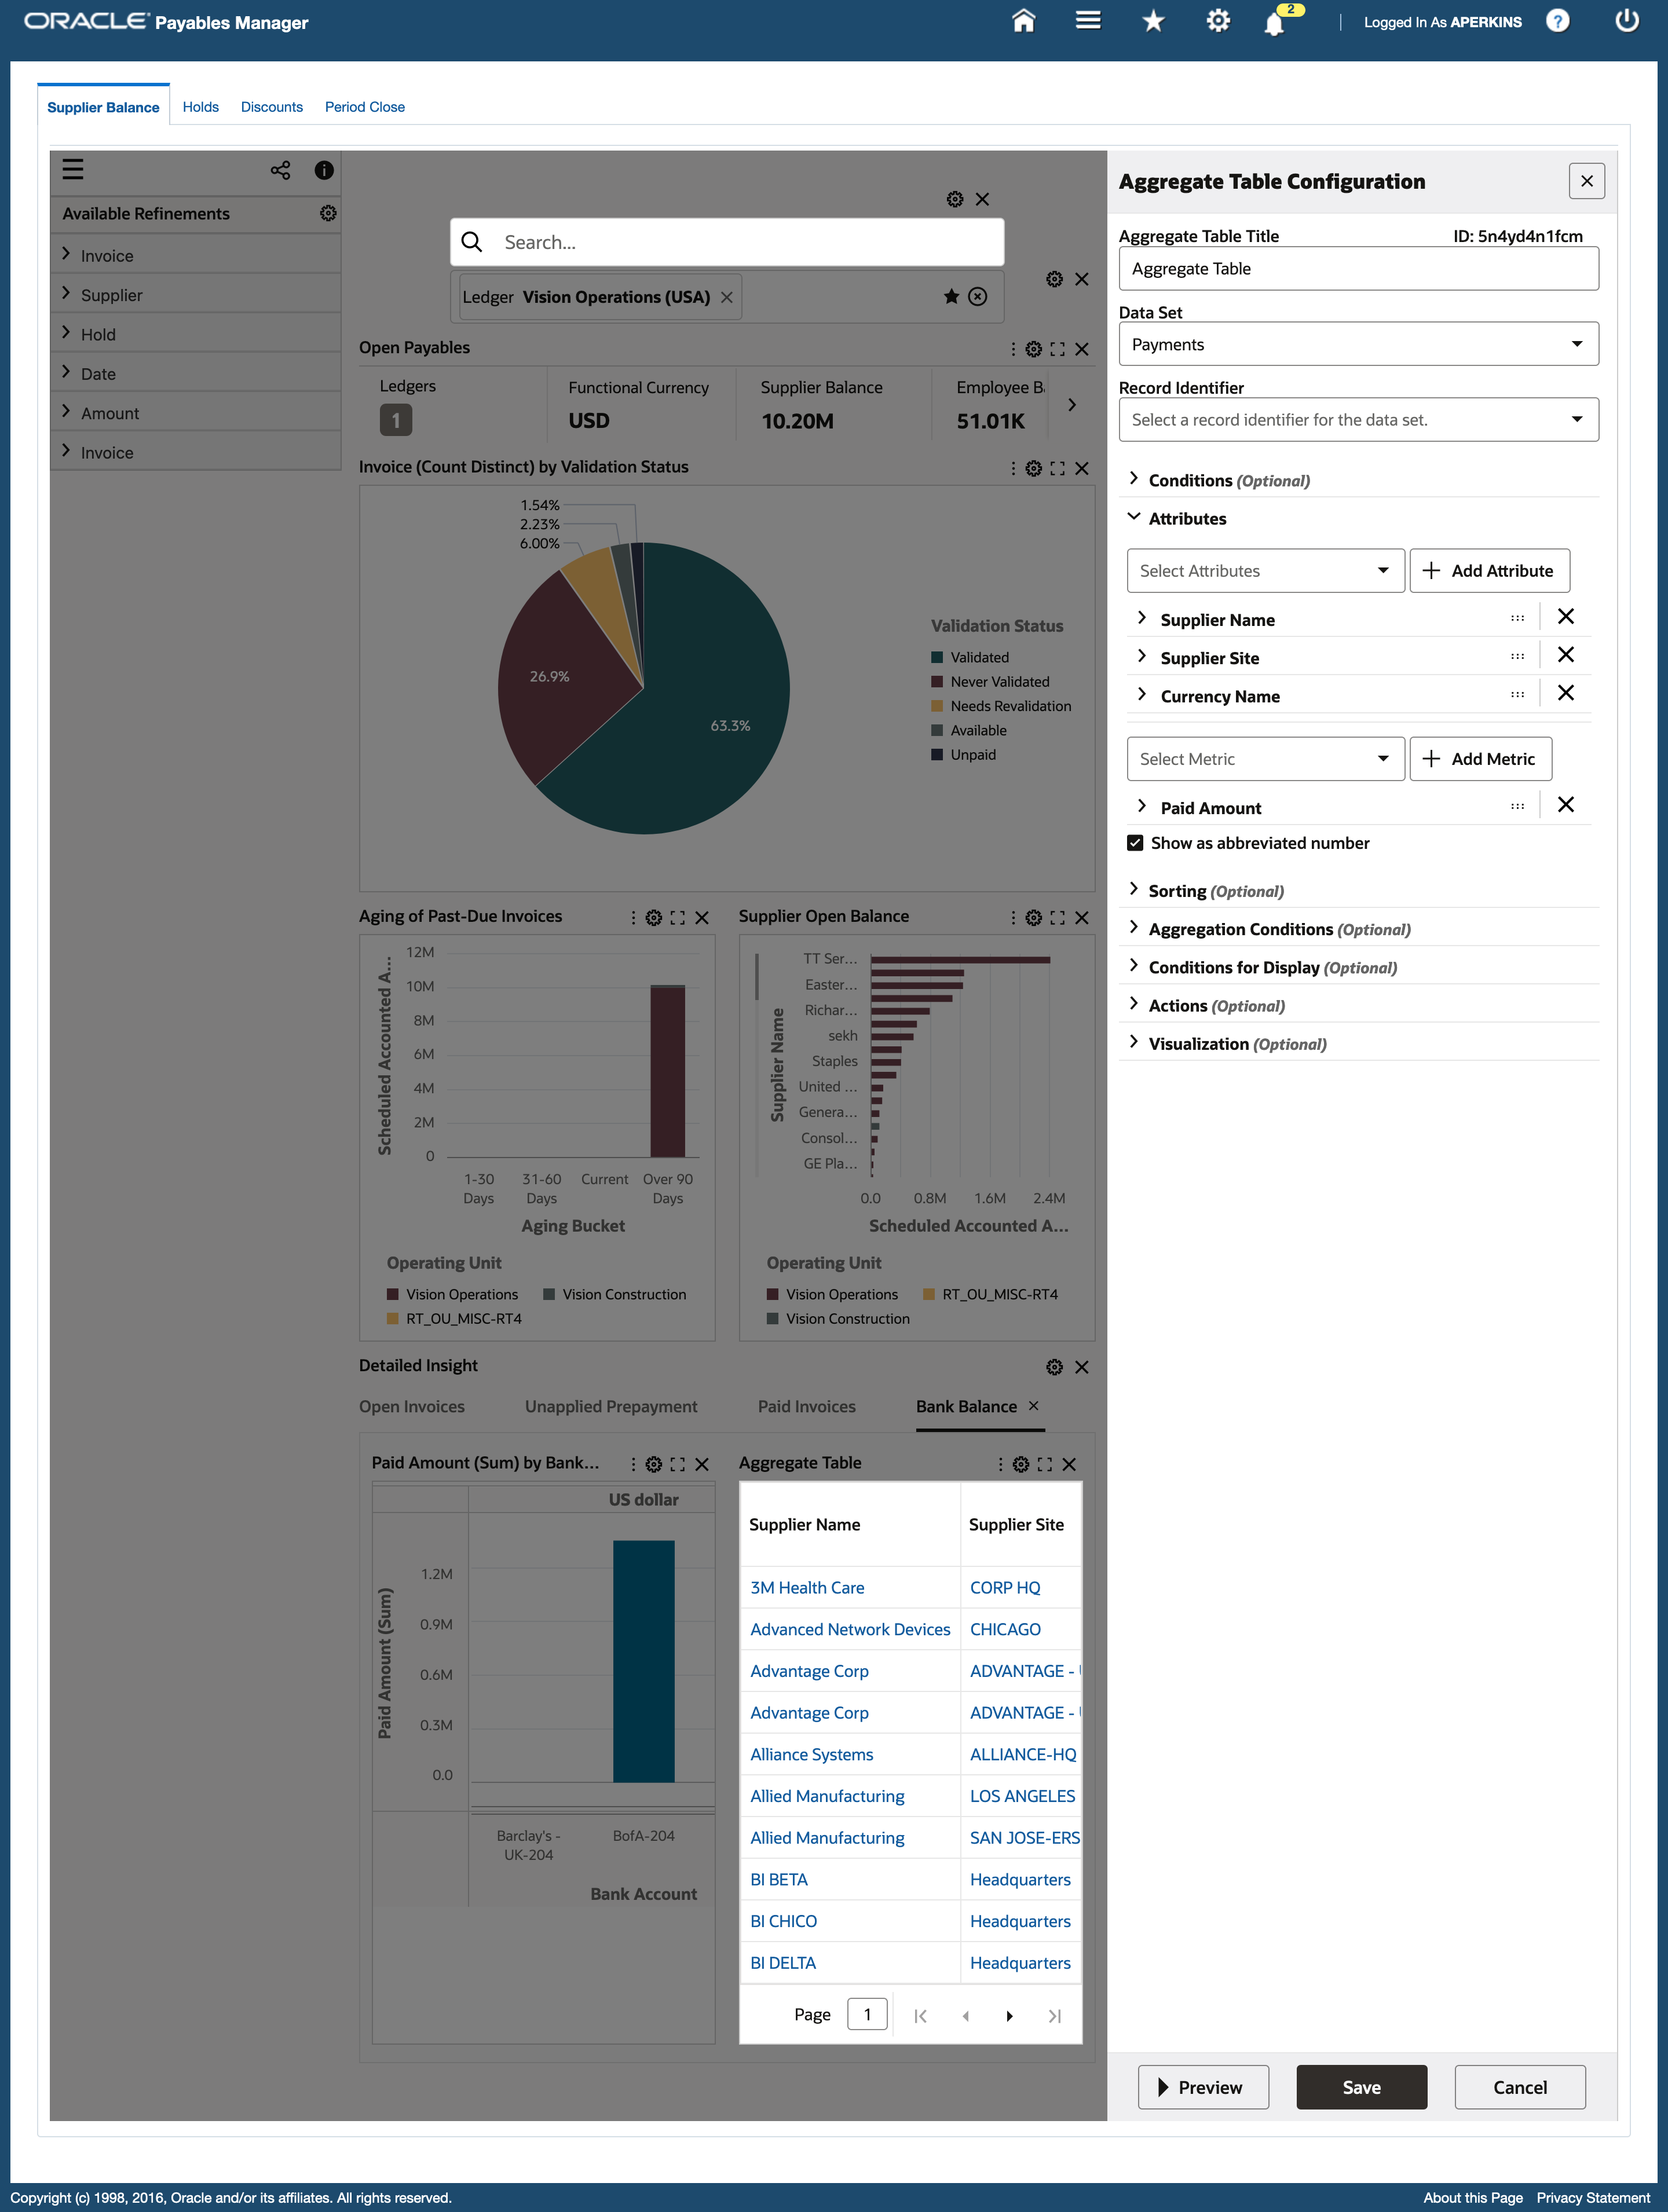 ORACLE Payables Manager
2
Logged In As APERKINS
?
Supplier Balance
Holds
Discounts
Period Close
Available Refinements
Invoice
Supplier
Hold
Date
Amount
Invoice
Search...
Ledger Vision Operations (USA)
Open Payables
Ledgers
1
Functional Currency
USD
Supplier Balance
10.20M
Employee B
51.01K
Invoice (Count Distinct) by Validation Status
1.54%
2.23%
6.00%
26.9%
63.3%
Validation Status
Validated
Never Validated
Needs Revalidation
Available
Unpaid
Aging of Past-Due Invoices
Scheduled Accounted A...
12M
10M
8M
6M
4M
2M
0
1-30 Days
31-60 Days
Current
Over 90 Days
Aging Bucket
Operating Unit
Vision Operations
Vision Construction
RT_OU_MISC-RT4
Supplier Open Balance
Supplier Name
TT Ser...
Easter...
Richar...
sekh
Staples
United ...
Genera...
Consol...
GE Pla...
0.0
0.8M
1.6M
2.4M
Scheduled Accounted A...
Operating Unit
Vision Operations
RT_OU_MISC-RT4
Vision Construction
Detailed Insight
Open Invoices
Unapplied Prepayment
Paid Invoices
Bank Balance
Paid Amount (Sum) by Bank...
US dollar
Paid Amount (Sum)
1.2M
0.9M
0.6M
0.3M
0.0
Barclay's - UK-204
BofA-204
Bank Account
Aggregate Table
Supplier Name Supplier Site
3M Health Care CORP HQ
Advanced Network Devices CHICAGO
Advantage Corp ADVANTAGE -
Advantage Corp ADVANTAGE -
Alliance Systems ALLIANCE-HQ
Allied Manufacturing LOS ANGELES
Allied Manufacturing SAN JOSE-ERS
BI BETA Headquarters
BI CHICO Headquarters
BI DELTA Headquarters
Page 1
Aggregate Table Configuration
Aggregate Table Title
ID: 5n4yd4n1fcm
Aggregate Table
Data Set
Payments
Record Identifier
Select a record identifier for the data set.
Conditions (Optional)
Attributes
Select Attributes
Add Attribute
Supplier Name
Supplier Site
Currency Name
Select Metric
Add Metric
Paid Amount
Show as abbreviated number
Sorting (Optional)
Aggregation Conditions (Optional)
Conditions for Display (Optional)
Actions (Optional)
Visualization (Optional)
Preview
Save
Cancel
Copyright (c) 1998, 2016, Oracle and/or its affiliates. All rights reserved.
About this Page Privacy Statement